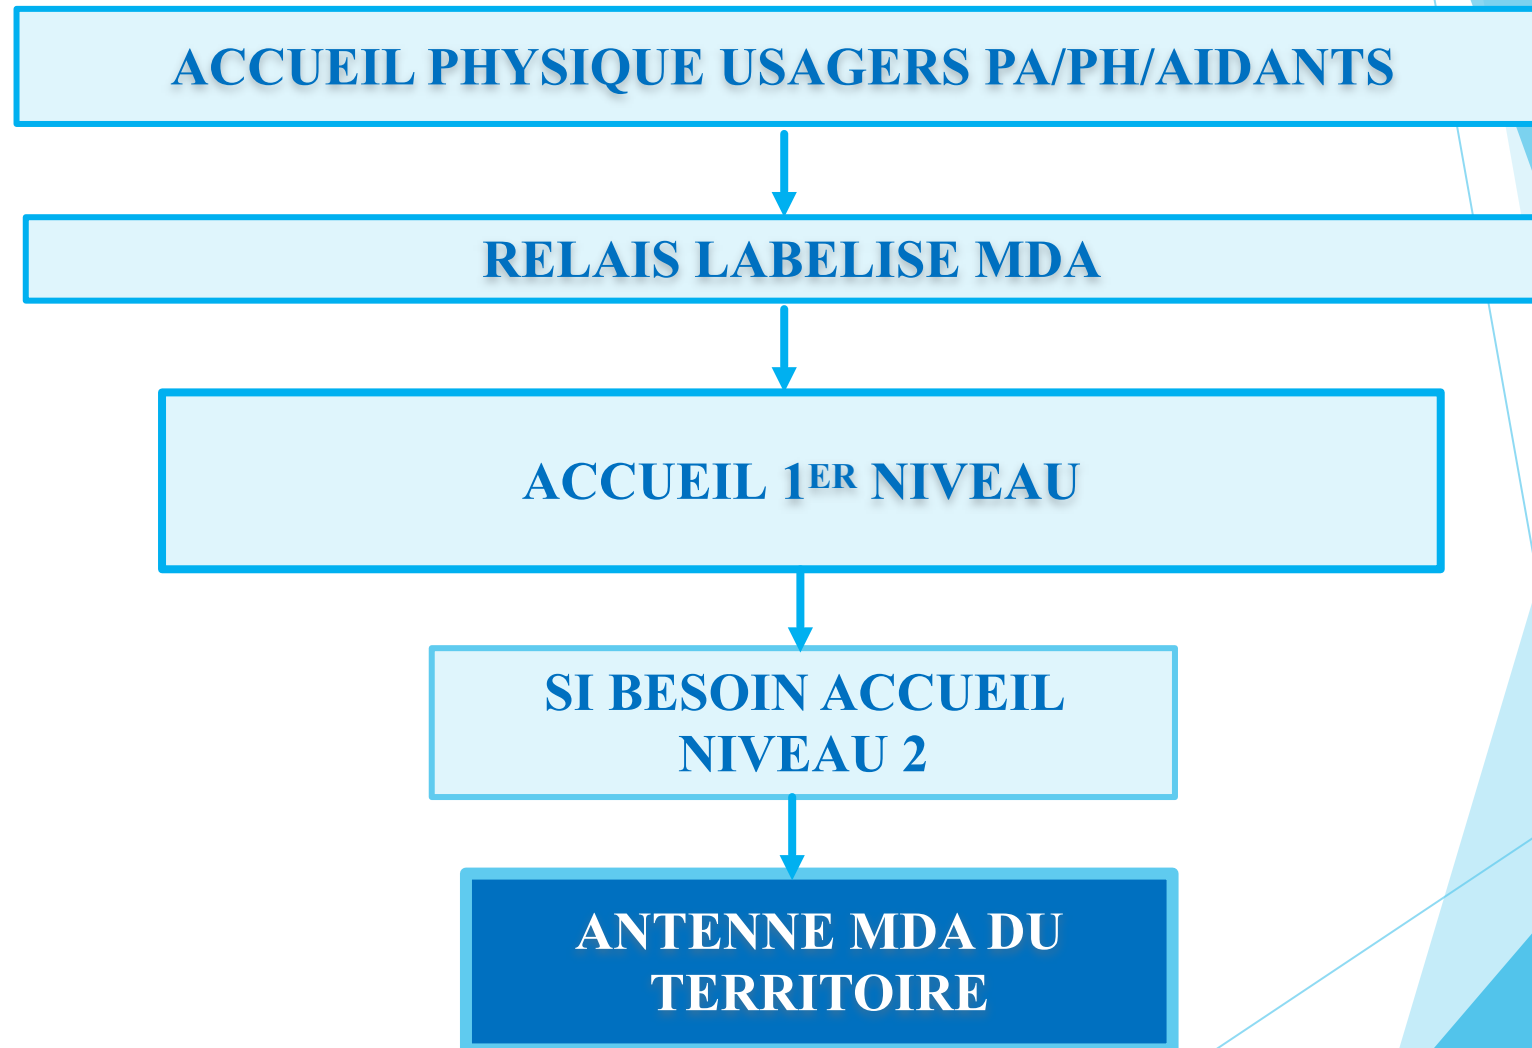 ACCUEIL PHYSIQUE USAGERS PA/PH/AIDANTS
RELAIS LABELISE MDA
ACCUEIL 1ER NIVEAU
SI BESOIN ACCUEIL
NIVEAU 2
ANTENNE MDA DU
TERRITOIRE